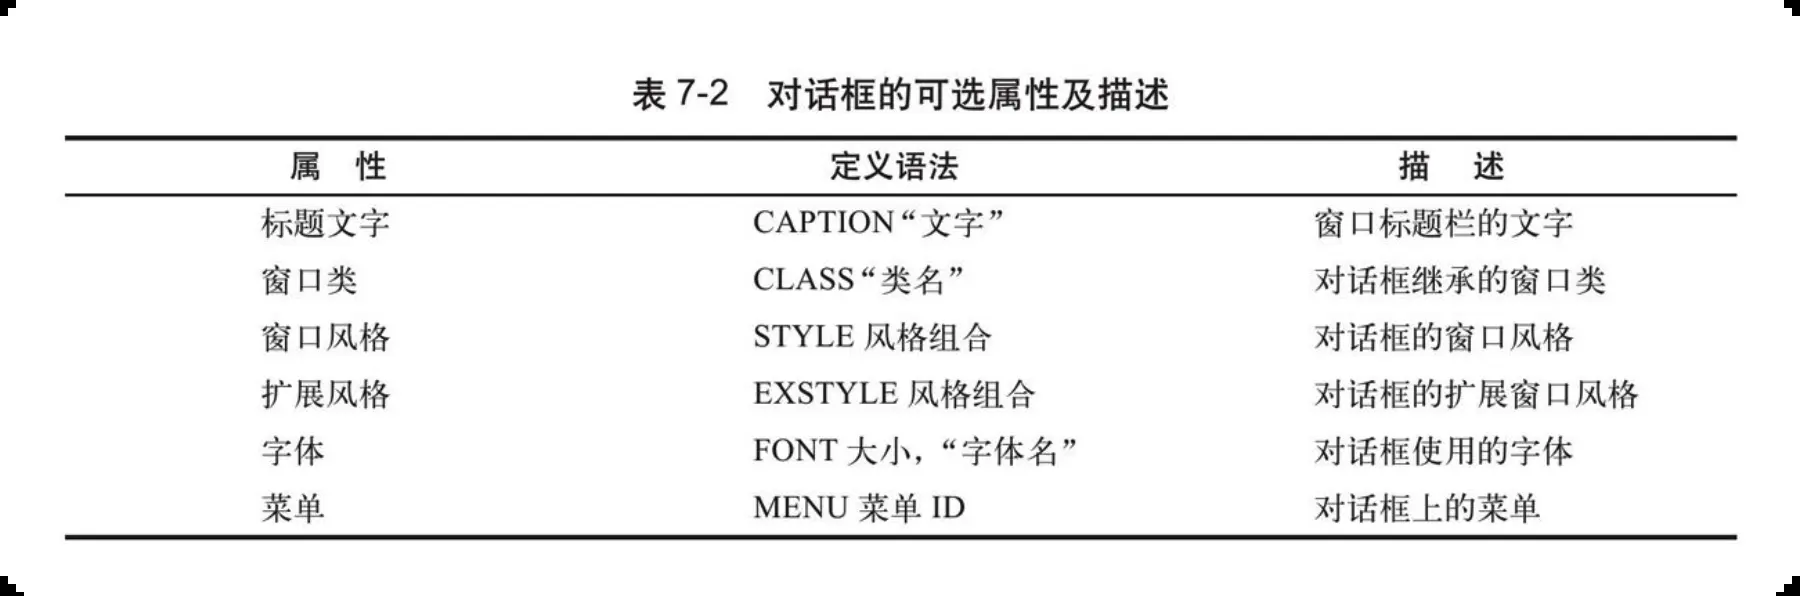 表 7-2 对话框的可选属性及描述
属 性 定义语法 描 述
标题文字 CAPTION“文字” 窗口标题栏的文字
窗口类 CLASS“类名” 对话框继承的窗口类
窗口风格 STYLE 风格组合 对话框的窗口风格
扩展风格 EXSTYLE 风格组合 对话框的扩展窗口风格
字体 FONT 大小，“字体名” 对话框使用的字体
菜单 MENU 菜单 ID 对话框上的菜单